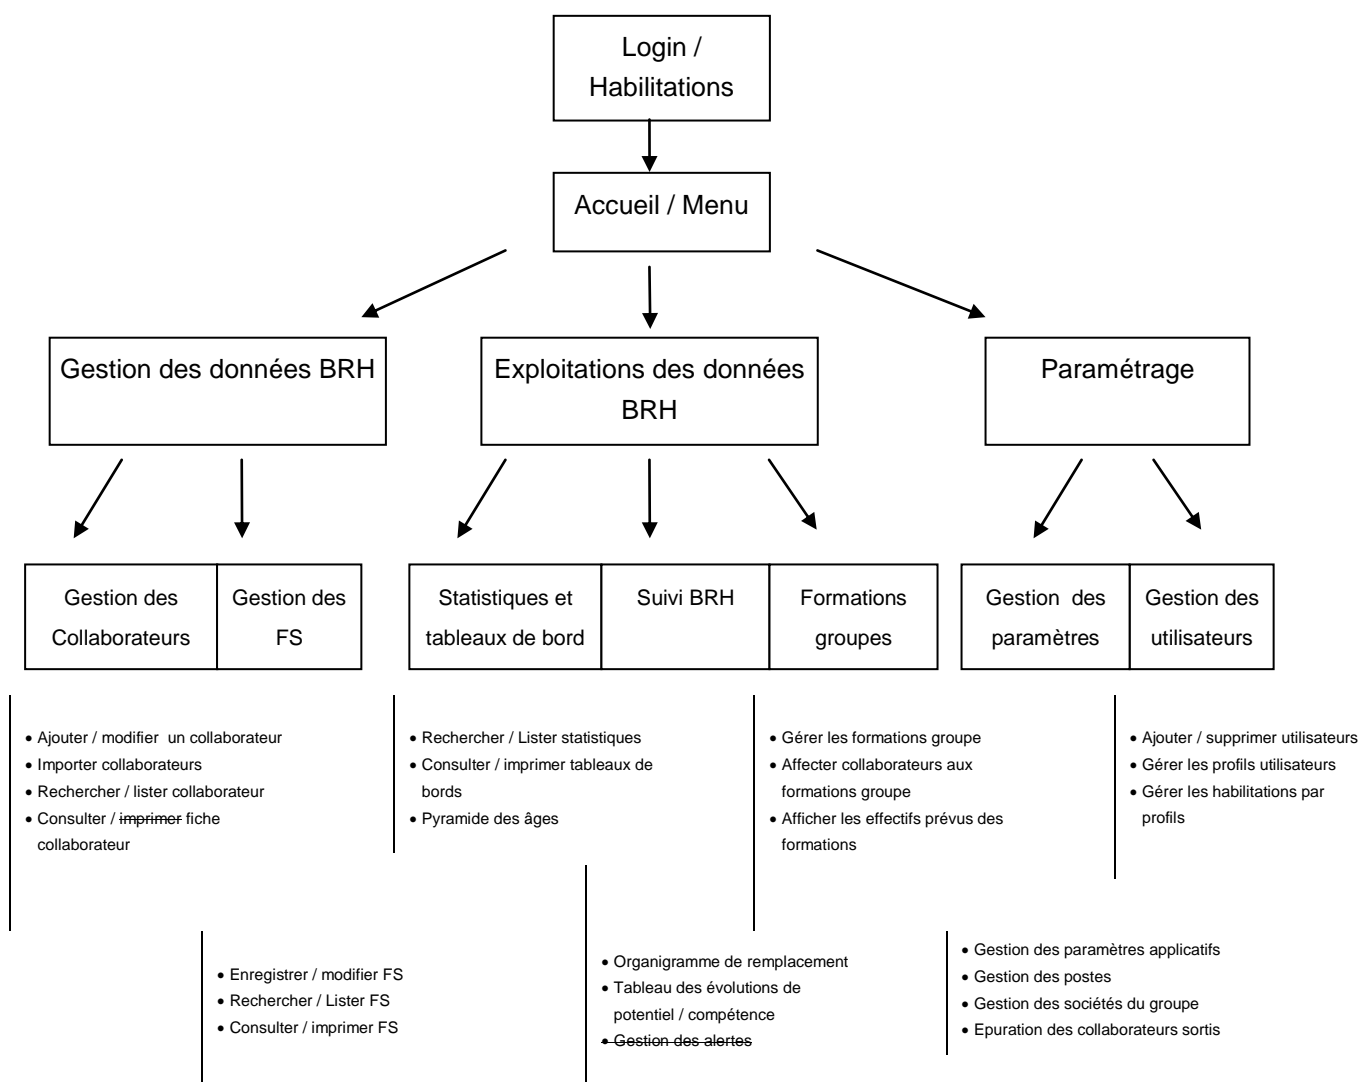 Login /
Habilitations
Accueil / Menu
Gestion des données BRH
Exploitations des données
BRH
Paramétrage
Gestion des
Collaborateurs
Gestion des
FS
Statistiques et
tableaux de bord
Suivi BRH
Formations
groupes
Gestion  des
paramètres
Gestion des
utilisateurs
• Ajouter / modifier  un collaborateur
• Importer collaborateurs
• Rechercher / lister collaborateur
• Consulter / imprimer fiche
collaborateur
• Rechercher / Lister statistiques
• Consulter / imprimer tableaux de
bords
• Pyramide des âges
• Gérer les formations groupe
• Affecter collaborateurs aux
formations groupe
• Afficher les effectifs prévus des
formations
• Ajouter / supprimer utilisateurs
• Gérer les profils utilisateurs
• Gérer les habilitations par
profils
• Enregistrer / modifier FS
• Rechercher / Lister FS
• Consulter / imprimer FS
• Organigramme de remplacement
• Tableau des évolutions de
potentiel / compétence
• Gestion des alertes
• Gestion des paramètres applicatifs
• Gestion des postes
• Gestion des sociétés du groupe
• Epuration des collaborateurs sortis